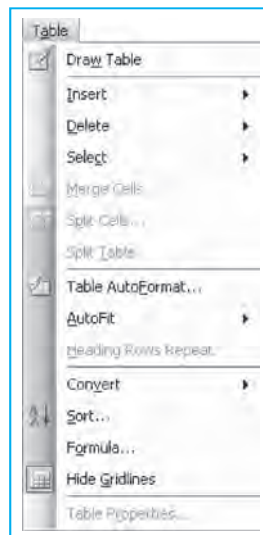 Table
Draw Table
Insert
Delete
Select
Merge Cells
Split Cells...
Split Table
Table AutoFormat...
AutoFit
Heading Rows Repeat
Convert
Sort...
Formula...
Hide Gridlines
Table Properties...